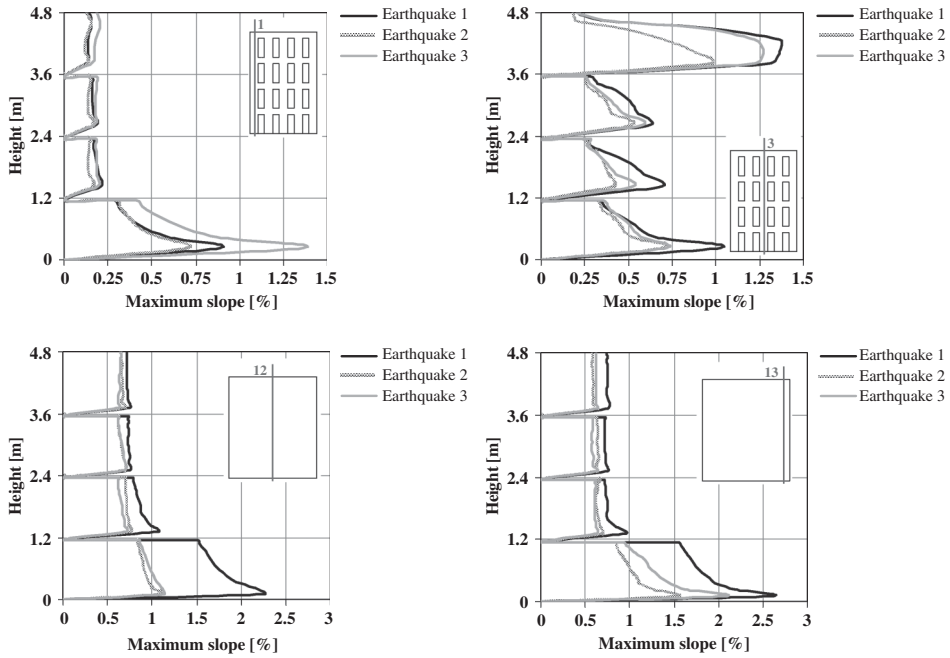 4.8
3.6
2.4
1.2
0
Height [m]
0
0.25
0.5
0.75
1
1.25
1.5
Maximum slope [%]
1
Earthquake 1
Earthquake 2
Earthquake 3
4.8
3.6
2.4
1.2
0
Height [m]
0
0.25
0.5
0.75
1
1.25
1.5
Maximum slope [%]
3
Earthquake 1
Earthquake 2
Earthquake 3
4.8
3.6
2.4
1.2
0
Height [m]
0
0.5
1
1.5
2
2.5
3
Maximum slope [%]
12
Earthquake 1
Earthquake 2
Earthquake 3
4.8
3.6
2.4
1.2
0
Height [m]
0
0.5
1
1.5
2
2.5
3
Maximum slope [%]
13
Earthquake 1
Earthquake 2
Earthquake 3